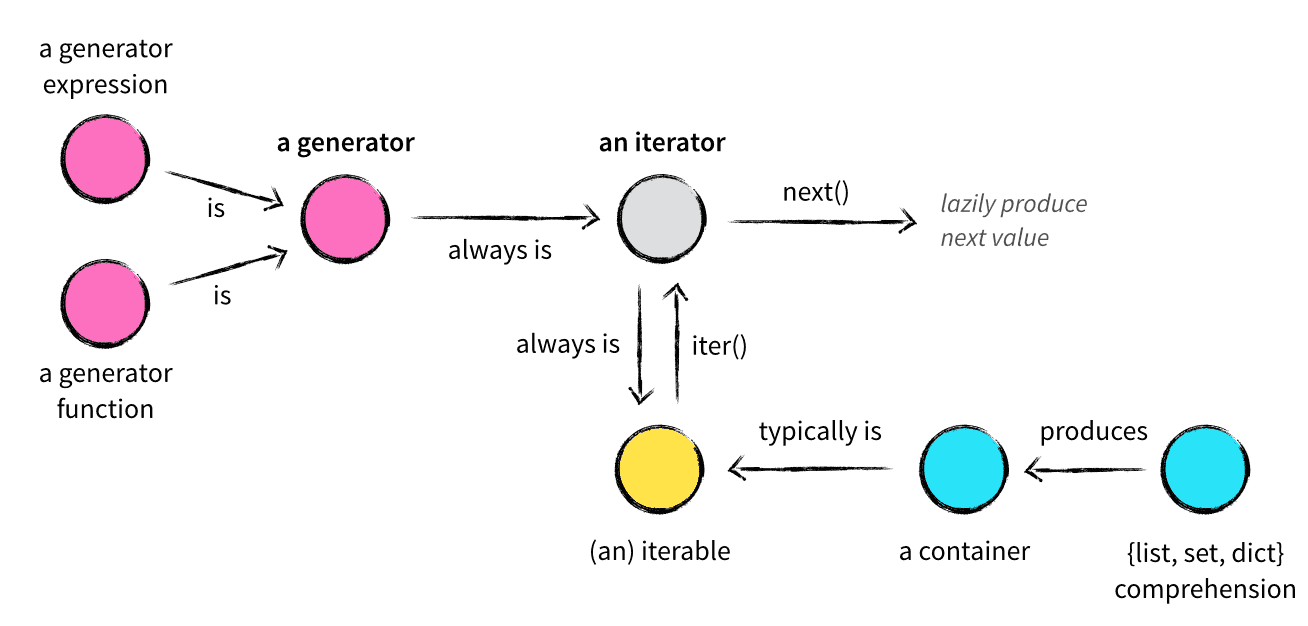 a generator
expression
a generator
an iterator
next()
lazily produce
next value
is
always is
is
a generator
function
always is
iter()
typically is
produces
(an) iterable
a container
{list, set, dict}
comprehension